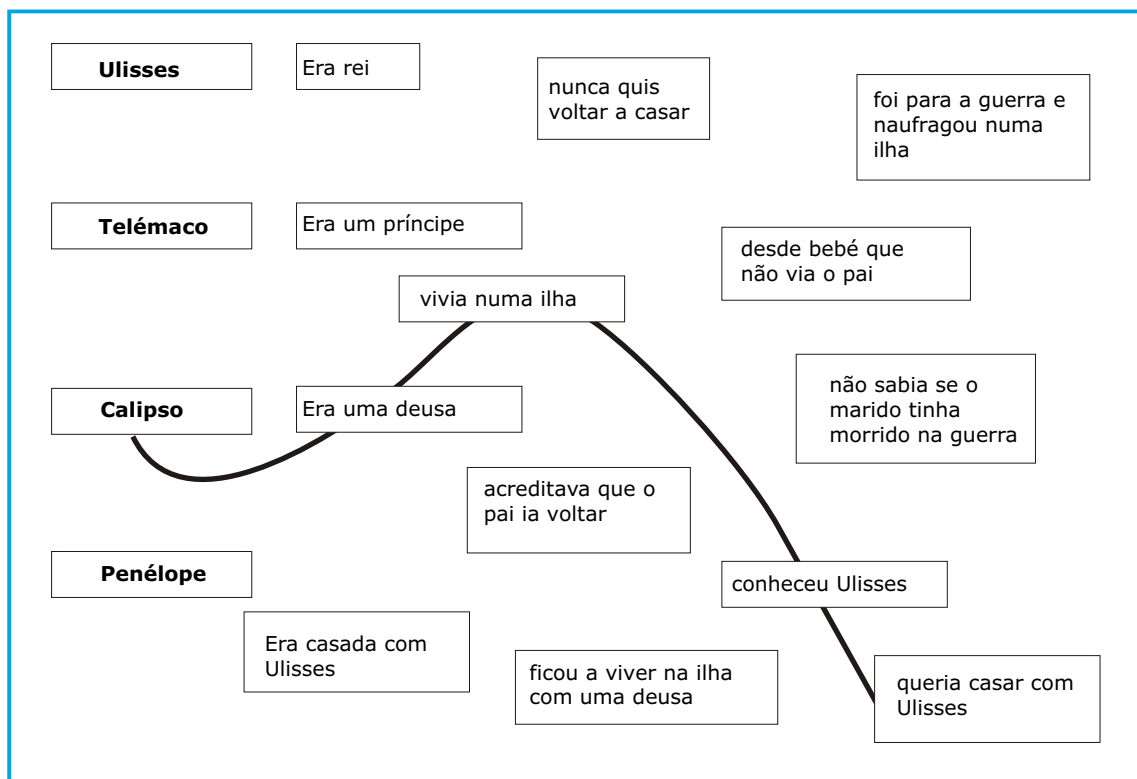 Ulisses
Era rei
nunca quis
voltar a casar
foi para a guerra e
naufragou numa
ilha
Telémaco
Era um príncipe
desde bebé que
não via o pai
vivia numa ilha
Calipso
Era uma deusa
não sabia se o
marido tinha
morrido na guerra
acreditava que o
pai ia voltar
Penélope
conheceu Ulisses
Era casada com
Ulisses
ficou a viver na ilha
com uma deusa
queria casar com
Ulisses